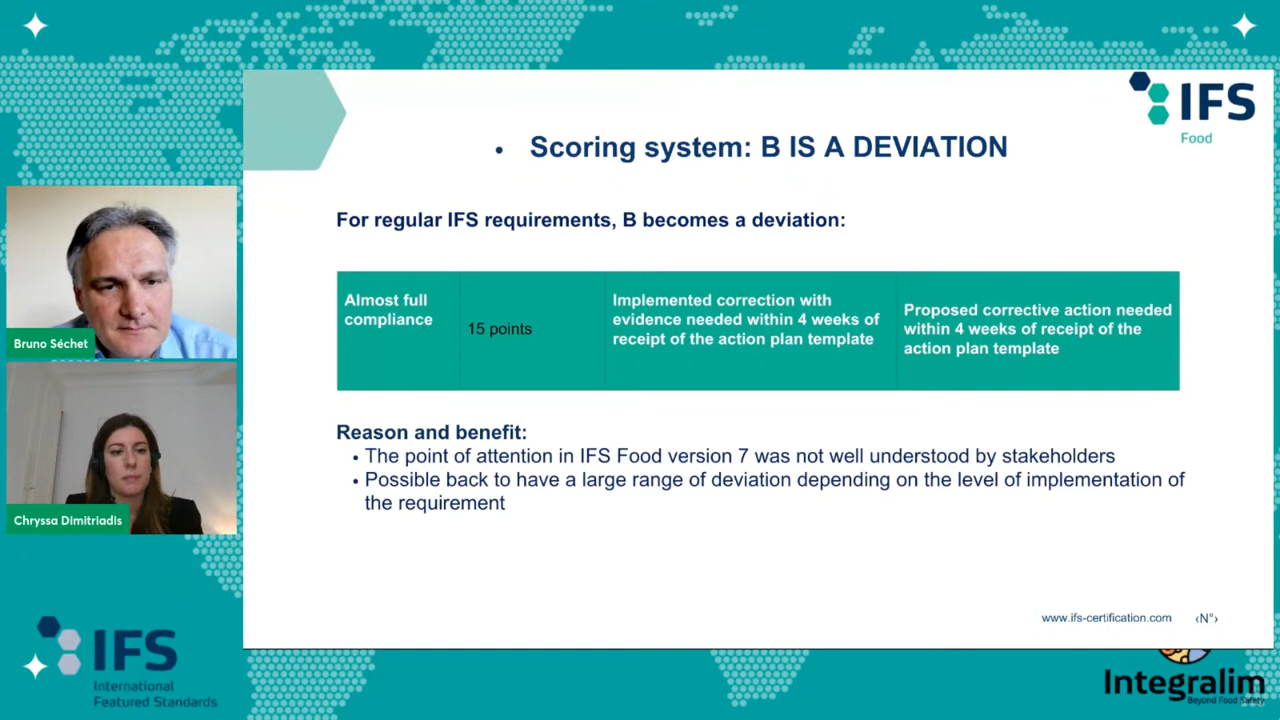 IFS
Food
• Scoring system: B IS A DEVIATION
For regular IFS requirements, B becomes a deviation:
Almost full
compliance
15 points
Implemented correction with
evidence needed within 4 weeks of
receipt of the action plan template
Proposed corrective action needed
within 4 weeks of receipt of the
action plan template
Reason and benefit:
• The point of attention in IFS Food version 7 was not well understood by stakeholders
• Possible back to have a large range of deviation depending on the level of implementation of
the requirement
www.ifs-certification.com ‹N°›
Bruno Séchet
Chryssa Dimitriadis
IFS
International
Featured Standards
Integralim
Beyond Food Safety